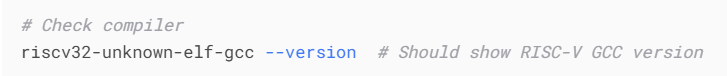 # Check compiler
riscv32-unknown-elf-gcc --version  # Should show RISC-V GCC version